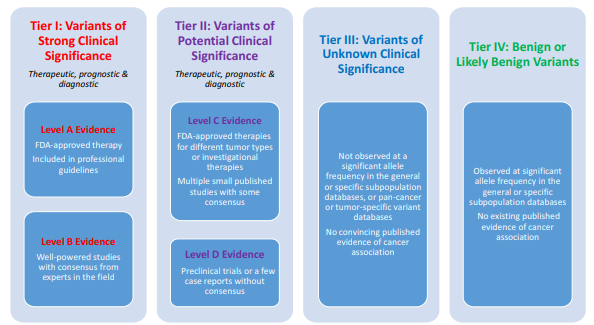 Tier I: Variants of
Strong Clinical
Significance
Therapeutic, prognostic &
diagnostic
Level A Evidence
FDA-approved therapy
Included in professional
guidelines
Level B Evidence
Well-powered studies
with consensus from
experts in the field
Tier II: Variants of
Potential Clinical
Significance
Therapeutic, prognostic &
diagnostic
Level C Evidence
FDA-approved therapies
for different tumor types
or investigational
therapies
Multiple small published
studies with some
consensus
Level D Evidence
Preclinical trials or a few
case reports without
consensus
Tier III: Variants of
Unknown Clinical
Significance
Not observed at a
significant allele
frequency in the general
or specific subpopulation
databases, or pan-cancer
or tumor-specific variant
databases
No convincing published
evidence of cancer
association
Tier IV: Benign or
Likely Benign Variants
Observed at significant
allele frequency in the
general or specific
subpopulation databases
No existing published
evidence of cancer
association